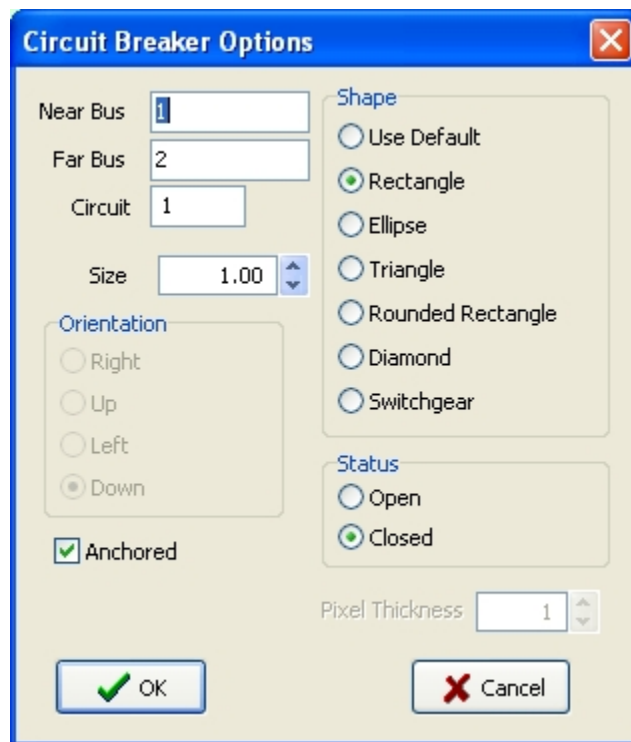 Circuit Breaker Options
Near Bus 1
Far Bus 2
Circuit 1
Size 1.00
Orientation
Right
Up
Left
Down
Anchored
Shape
Use Default
Rectangle
Ellipse
Triangle
Rounded Rectangle
Diamond
Switchgear
Status
Open
Closed
Pixel Thickness 1
OK
Cancel